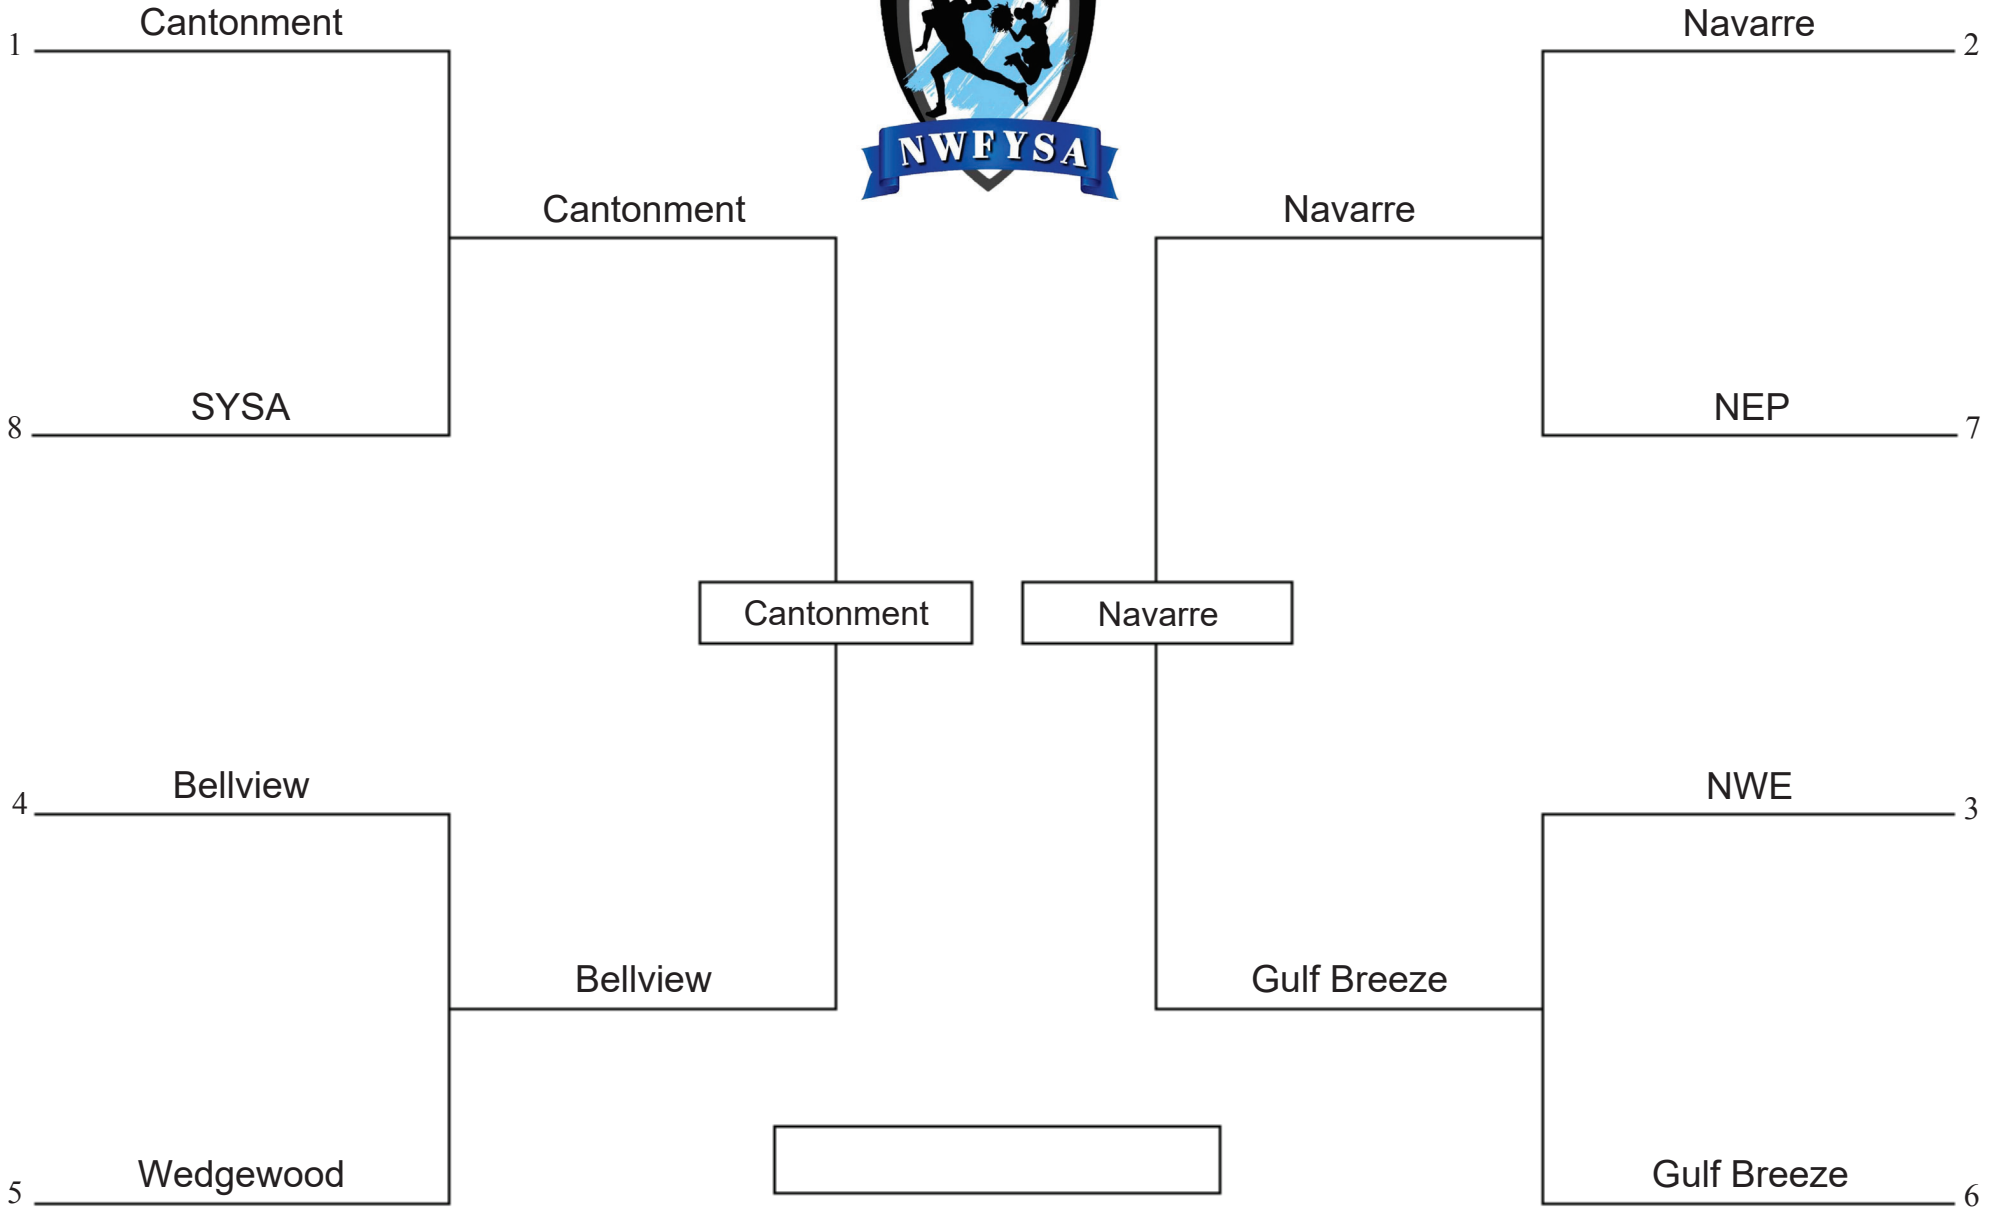 Cantonment
Navarre
1
2
NWFYSA
Cantonment
Navarre
SYSA
NEP
8
7
Cantonment
Navarre
Bellview
NWE
4
3
Bellview
Gulf Breeze
Wedgewood
Gulf Breeze
5
6